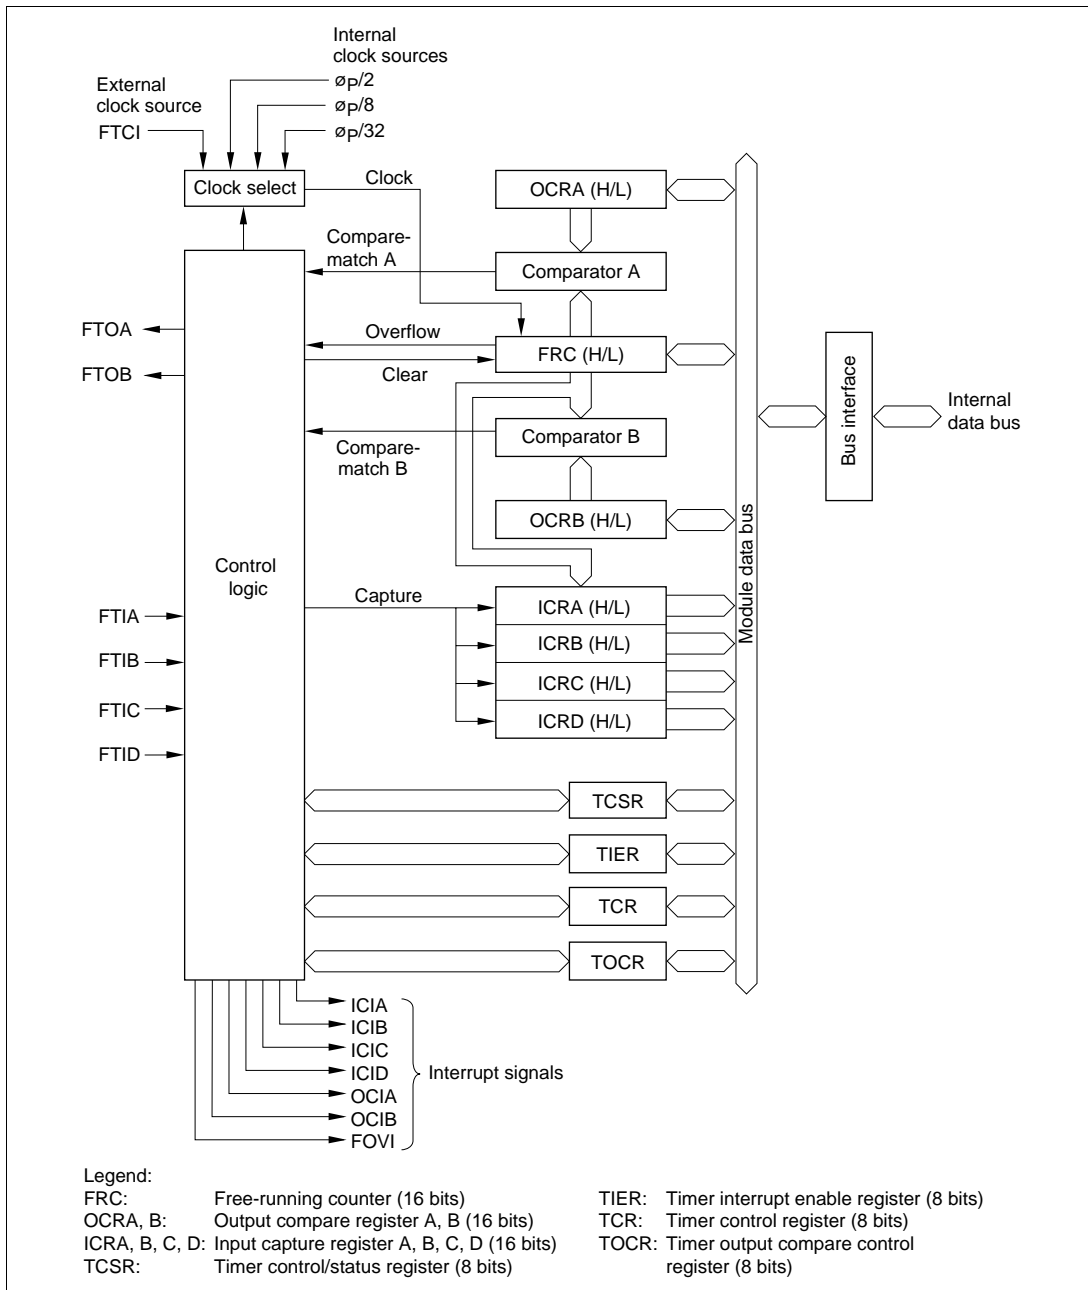 Internal
clock sources
External
clock source
øP/2
øP/8
FTCI
øP/32
Clock select
Clock
OCRA (H/L)
Compare-
match A
Comparator A
FTOA
Overflow
FRC (H/L)
FTOB
Clear
Compare-
match B
Comparator B
Bus interface
Internal
data bus
OCRB (H/L)
Module data bus
Control
logic
Capture
FTIA
FTIB
FTIC
FTID
ICRA (H/L)
ICRB (H/L)
ICRC (H/L)
ICRD (H/L)
TCSR
TIER
TCR
TOCR
ICIA
ICIB
ICIC
ICID
OCIA
OCIB
FOVI
Interrupt signals
Legend:
FRC: Free-running counter (16 bits)
OCRA, B: Output compare register A, B (16 bits)
ICRA, B, C, D: Input capture register A, B, C, D (16 bits)
TCSR: Timer control/status register (8 bits)
TIER: Timer interrupt enable register (8 bits)
TCR: Timer control register (8 bits)
TOCR: Timer output compare control
register (8 bits)